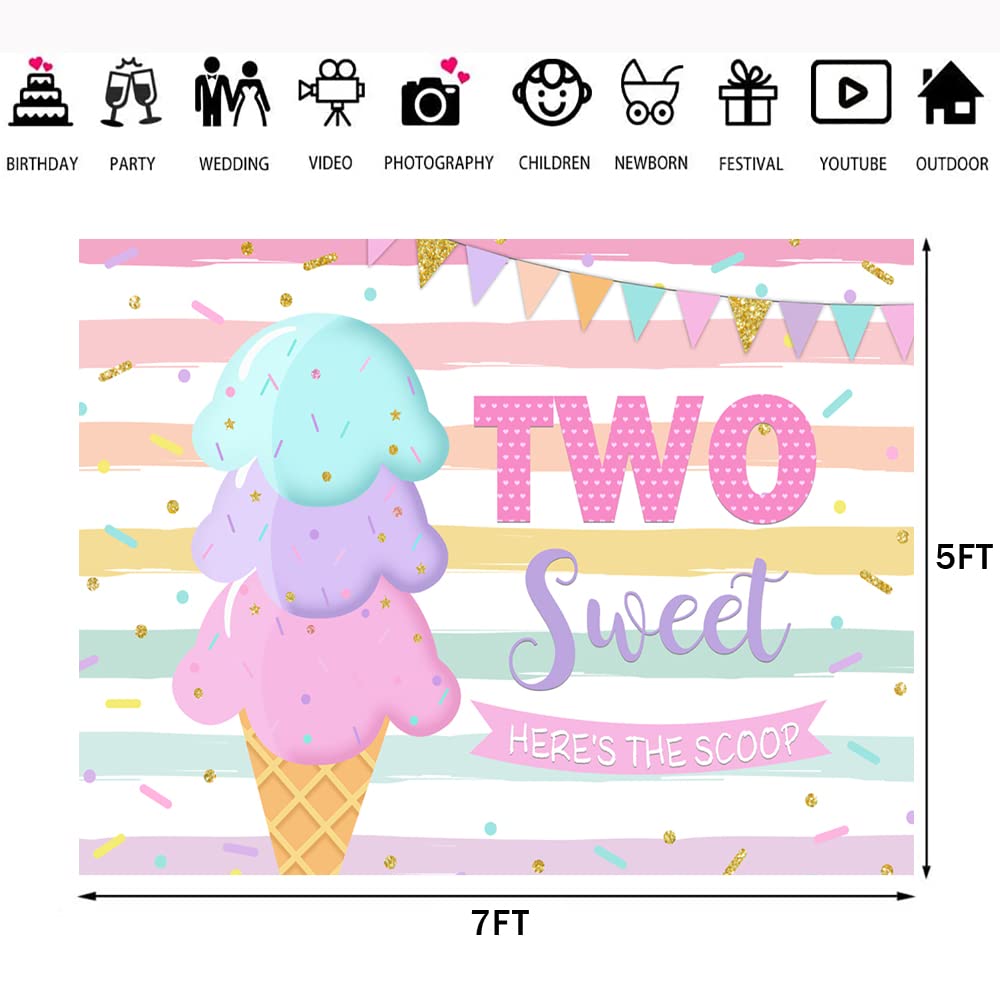 BIRTHDAY PARTY WEDDING VIDEO PHOTOGRAPHY CHILDREN NEWBORN FESTIVAL YOUTUBE OUTDOOR
TWO
Sweet
HERE'S THE SCOOP
5FT
7FT